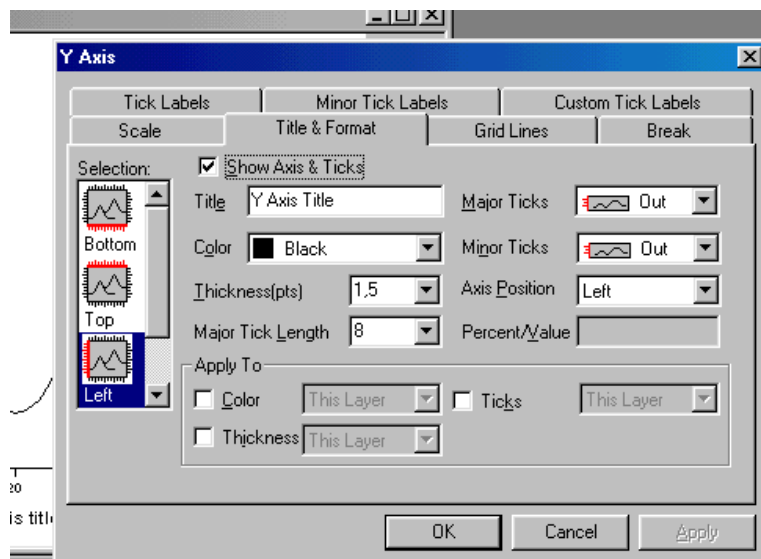 Y Axis
Tick Labels Minor Tick Labels Custom Tick Labels
Scale Title & Format Grid Lines Break
Selection: Show Axis & Ticks
Title Y Axis Title Major Ticks Out
Bottom
Color Black Minor Ticks Out
Thickness(pts) 1,5 Axis Position Left
Top
Major Tick Length 8 Percent/Value
Apply To
Left Color This Layer Ticks This Layer
Thickness This Layer
20
is title
OK Cancel Apply